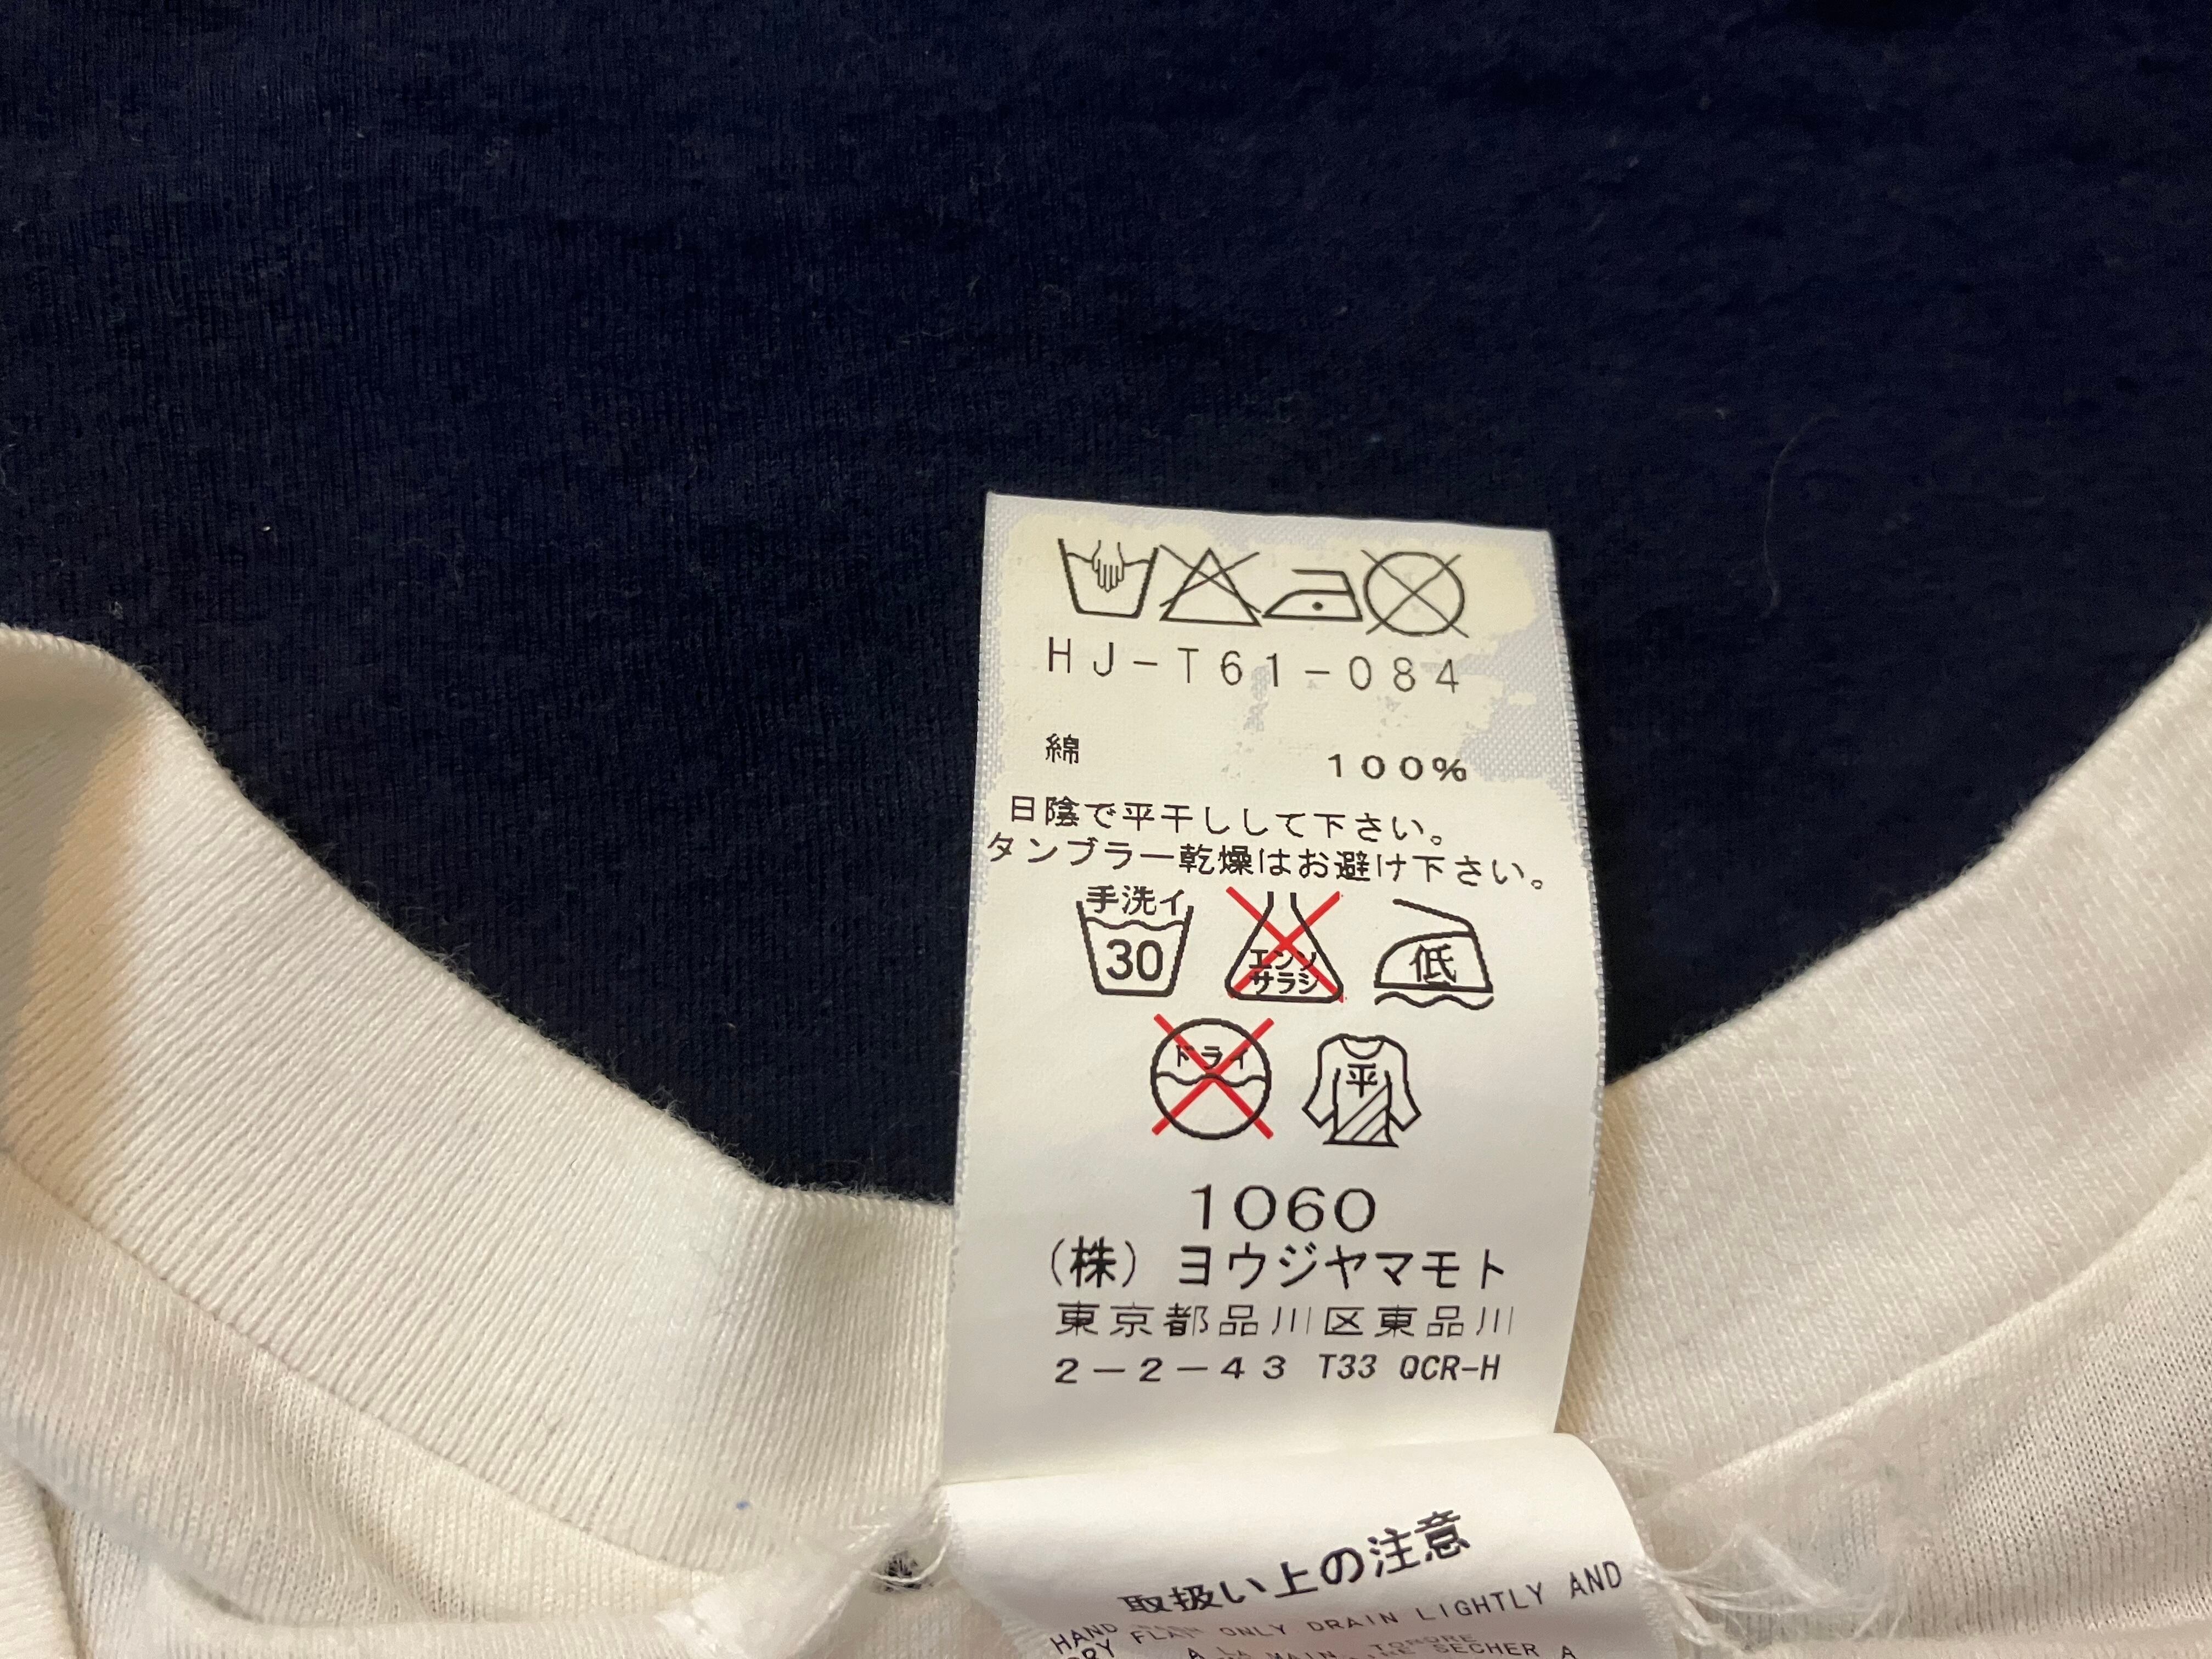 HJ-T61-084
綿 100%
日陰で平干しして下さい。
タンブラー乾燥はお避け下さい。
手洗イ
30
エンソ
サラシ
低
ドライ
平
1060
(株) ヨウジヤマモト
東京都品川区東品川
2-2-43 T33 QCR-H
取扱い上の注意
HAND ONLY DRAIN LIGHTLY AND
DRY FLAT
A LA MAIN TORDRE
SECHER A